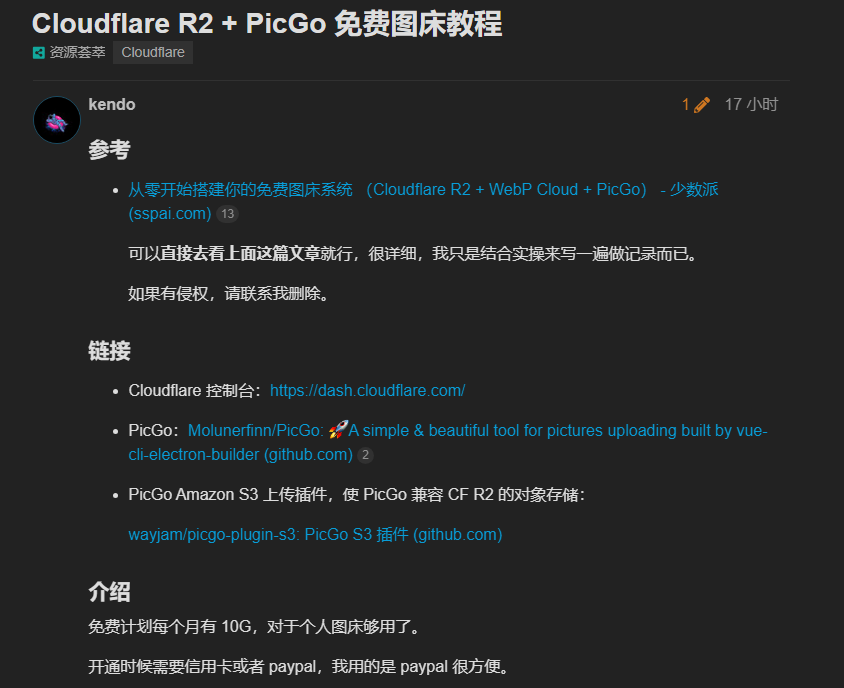 Cloudflare R2 + PicGo 免费图床教程
资源荟萃 Cloudflare
kendo 1 17 小时
参考
从零开始搭建你的免费图床系统 （Cloudflare R2 + WebP Cloud + PicGo） - 少数派
(sspai.com) 13
可以直接去看上面这篇文章就行，很详细，我只是结合实操来写一遍做记录而已。
如果有侵权，请联系我删除。
链接
Cloudflare 控制台：https://dash.cloudflare.com/
PicGo：Molunerfinn/PicGo: 🚀A simple & beautiful tool for pictures uploading built by vue-
cli-electron-builder (github.com) 2
PicGo Amazon S3 上传插件，使 PicGo 兼容 CF R2 的对象存储：
wayjam/picgo-plugin-s3: PicGo S3 插件 (github.com)
介绍
免费计划每个月有 10G，对于个人图床够用了。
开通时候需要信用卡或者 paypal，我用的是 paypal 很方便。